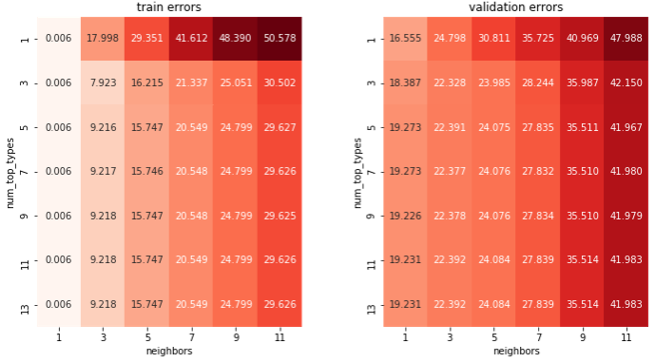 train errors
validation errors
1 0.006 17.998 29.351 41.612 48.390 50.578
3 0.006 7.923 16.215 21.337 25.051 30.502
5 0.006 9.216 15.747 20.549 24.799 29.627
7 0.006 9.217 15.746 20.548 24.799 29.626
9 0.006 9.218 15.747 20.548 24.799 29.625
11 0.006 9.218 15.747 20.549 24.799 29.626
13 0.006 9.218 15.747 20.549 24.799 29.626
num_top_types
1 3 5 7 9 11
neighbors
1 16.555 24.798 30.811 35.725 40.969 47.988
3 18.387 22.328 23.985 28.244 35.987 42.150
5 19.273 22.391 24.075 27.835 35.511 41.967
7 19.273 22.377 24.076 27.832 35.510 41.980
9 19.226 22.378 24.076 27.834 35.510 41.979
11 19.231 22.392 24.084 27.839 35.514 41.983
13 19.231 22.392 24.084 27.839 35.514 41.983
num_top_types
1 3 5 7 9 11
neighbors